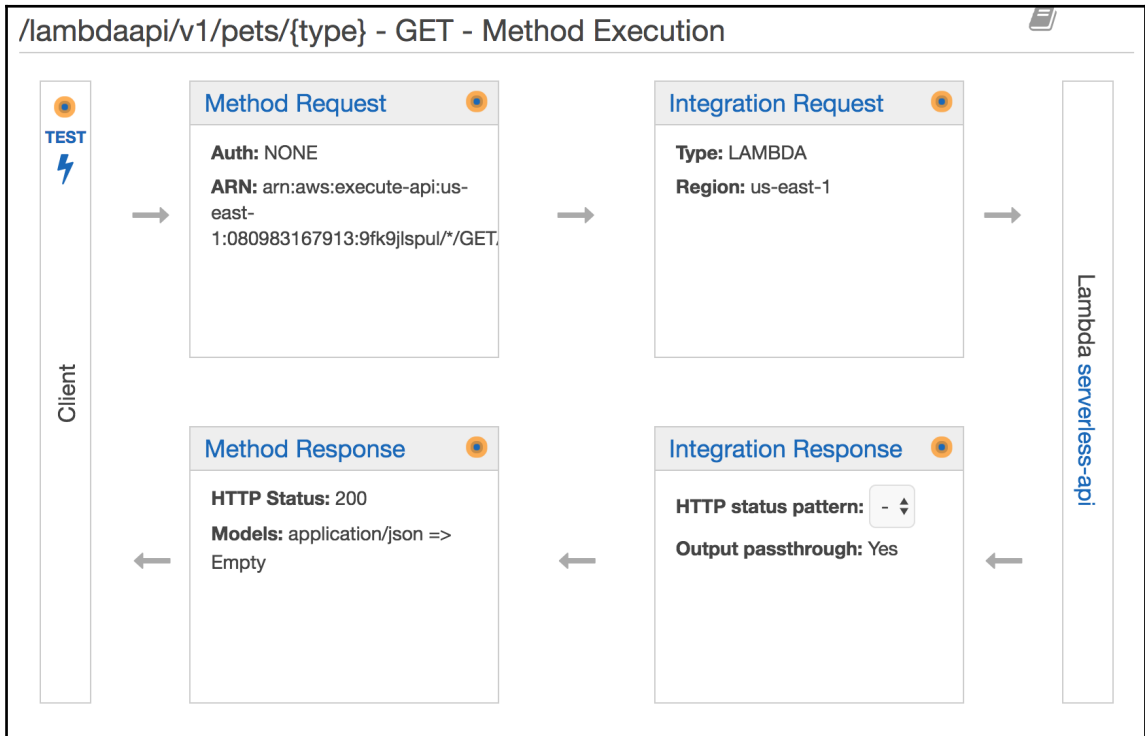 /lambdaapi/v1/pets/{type} - GET - Method Execution
TEST
Client
Method Request
Auth: NONE
ARN: arn:aws:execute-api:us-
east-
1:080983167913:9fk9jlspul/*/GET
Integration Request
Type: LAMBDA
Region: us-east-1
Lambda serverless-api
Method Response
HTTP Status: 200
Models: application/json =>
Empty
Integration Response
HTTP status pattern: -
Output passthrough: Yes